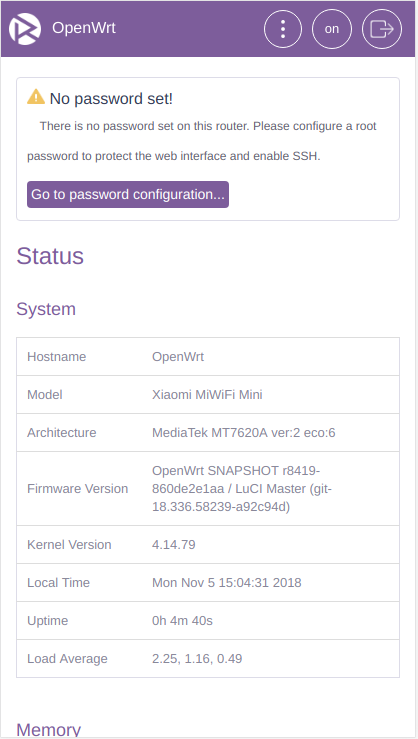 OpenWrt
on
No password set!
There is no password set on this router. Please configure a root
password to protect the web interface and enable SSH.
Go to password configuration...
Status
System
Hostname OpenWrt
Model Xiaomi MiWiFi Mini
Architecture MediaTek MT7620A ver:2 eco:6
Firmware Version OpenWrt SNAPSHOT r8419-
860de2e1aa / LuCI Master (git-
18.336.58239-a92c94d)
Kernel Version 4.14.79
Local Time Mon Nov 5 15:04:31 2018
Uptime 0h 4m 40s
Load Average 2.25, 1.16, 0.49
Memory